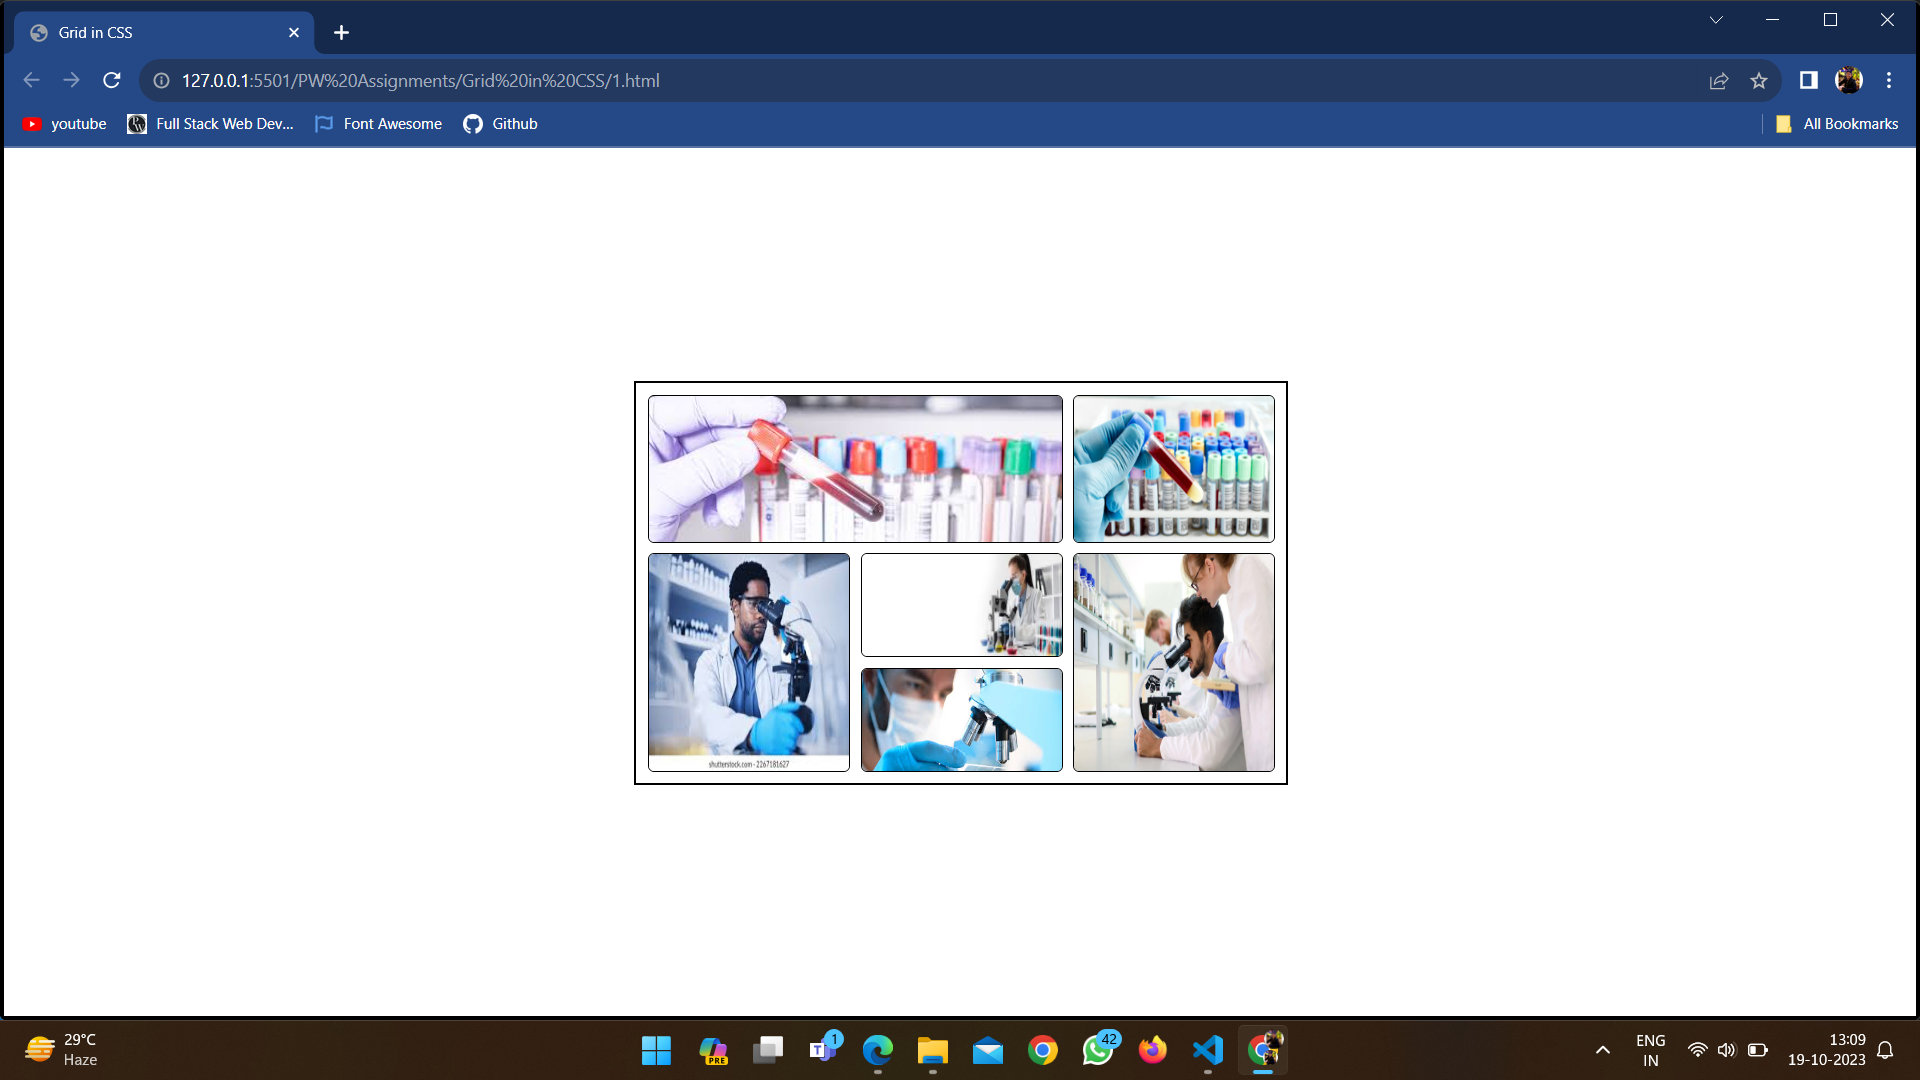 Grid in CSS
127.0.0.1:5501/PW%20Assignments/Grid%20in%20CSS/1.html
youtube
Full Stack Web Dev...
Font Awesome
Github
All Bookmarks
shutterstock.com · 2267181627
29°C
Haze
PRE
1
42
ENG
IN
13:09
19-10-2023